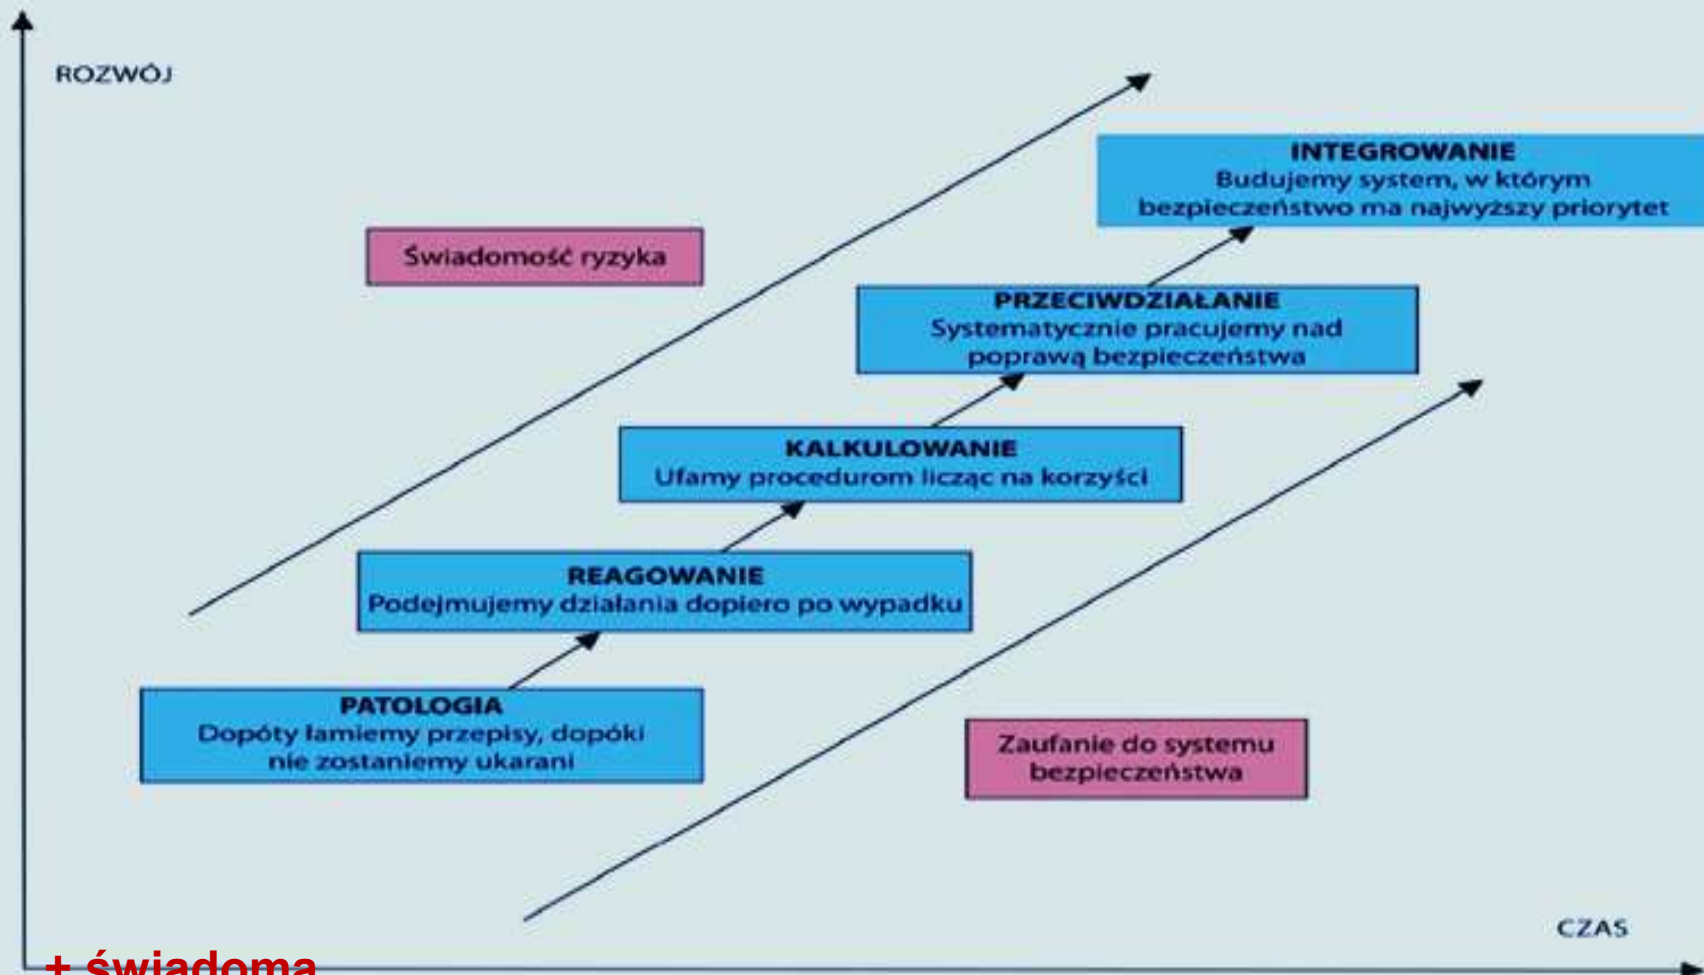 ROZWÓJ
INTEGROWANIE
Budujemy system, w którym
bezpieczeństwo ma najwyższy priorytet
Świadomość ryzyka
PRZECIWDZIAŁANIE
Systematycznie pracujemy nad
poprawą bezpieczeństwa
KALKULOWANIE
Ufamy procedurom licząc na korzyści
REAGOWANIE
Podejmujemy działania dopiero po wypadku
PATOLOGIA
Dopóty łamiemy przepisy, dopóki
nie zostaniemy ukarani
Zaufanie do systemu
bezpieczeństwa
CZAS
+ świadoma